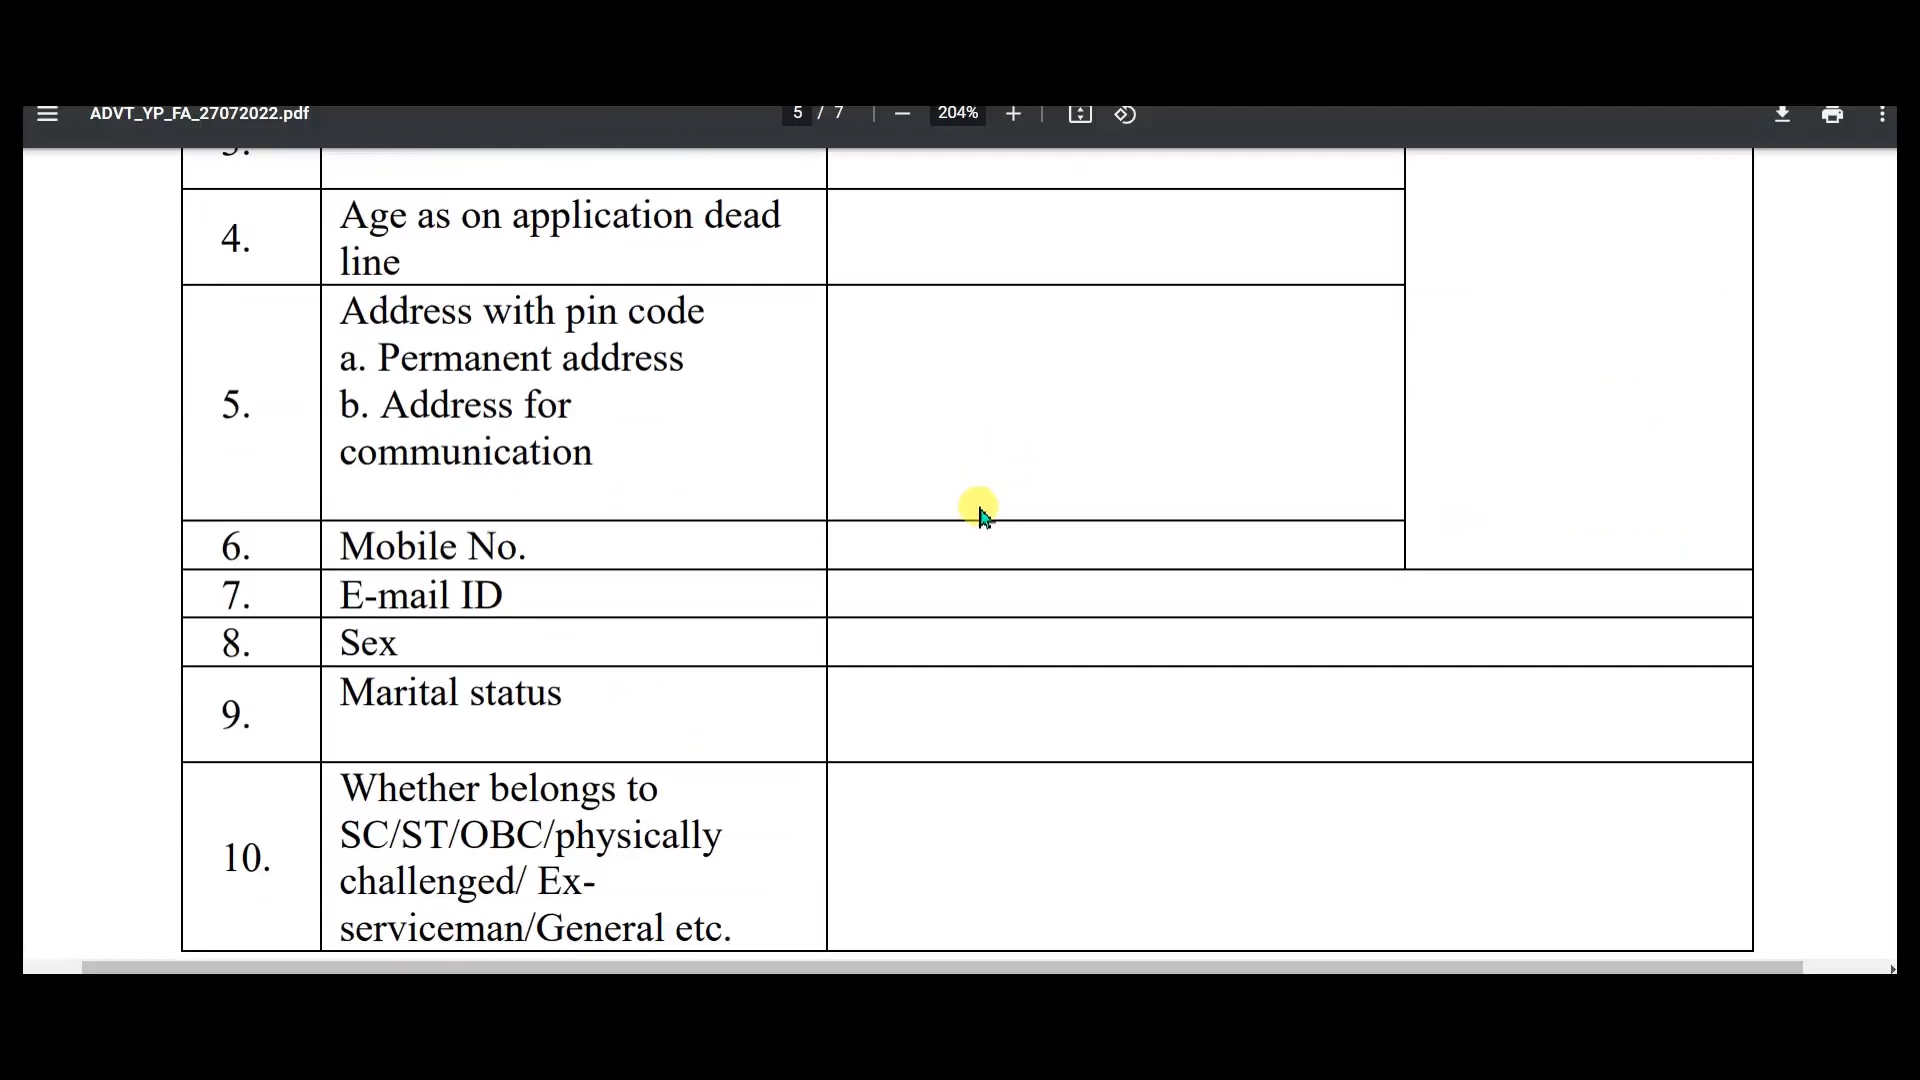 ADVT_YP_FA_27072022.pdf
5 / 7
204%
4.
Age as on application dead
line
5.
Address with pin code
a. Permanent address
b. Address for
communication
6.
Mobile No.
7.
E-mail ID
8.
Sex
9.
Marital status
10.
Whether belongs to
SC/ST/OBC/physically
challenged/ Ex-
serviceman/General etc.